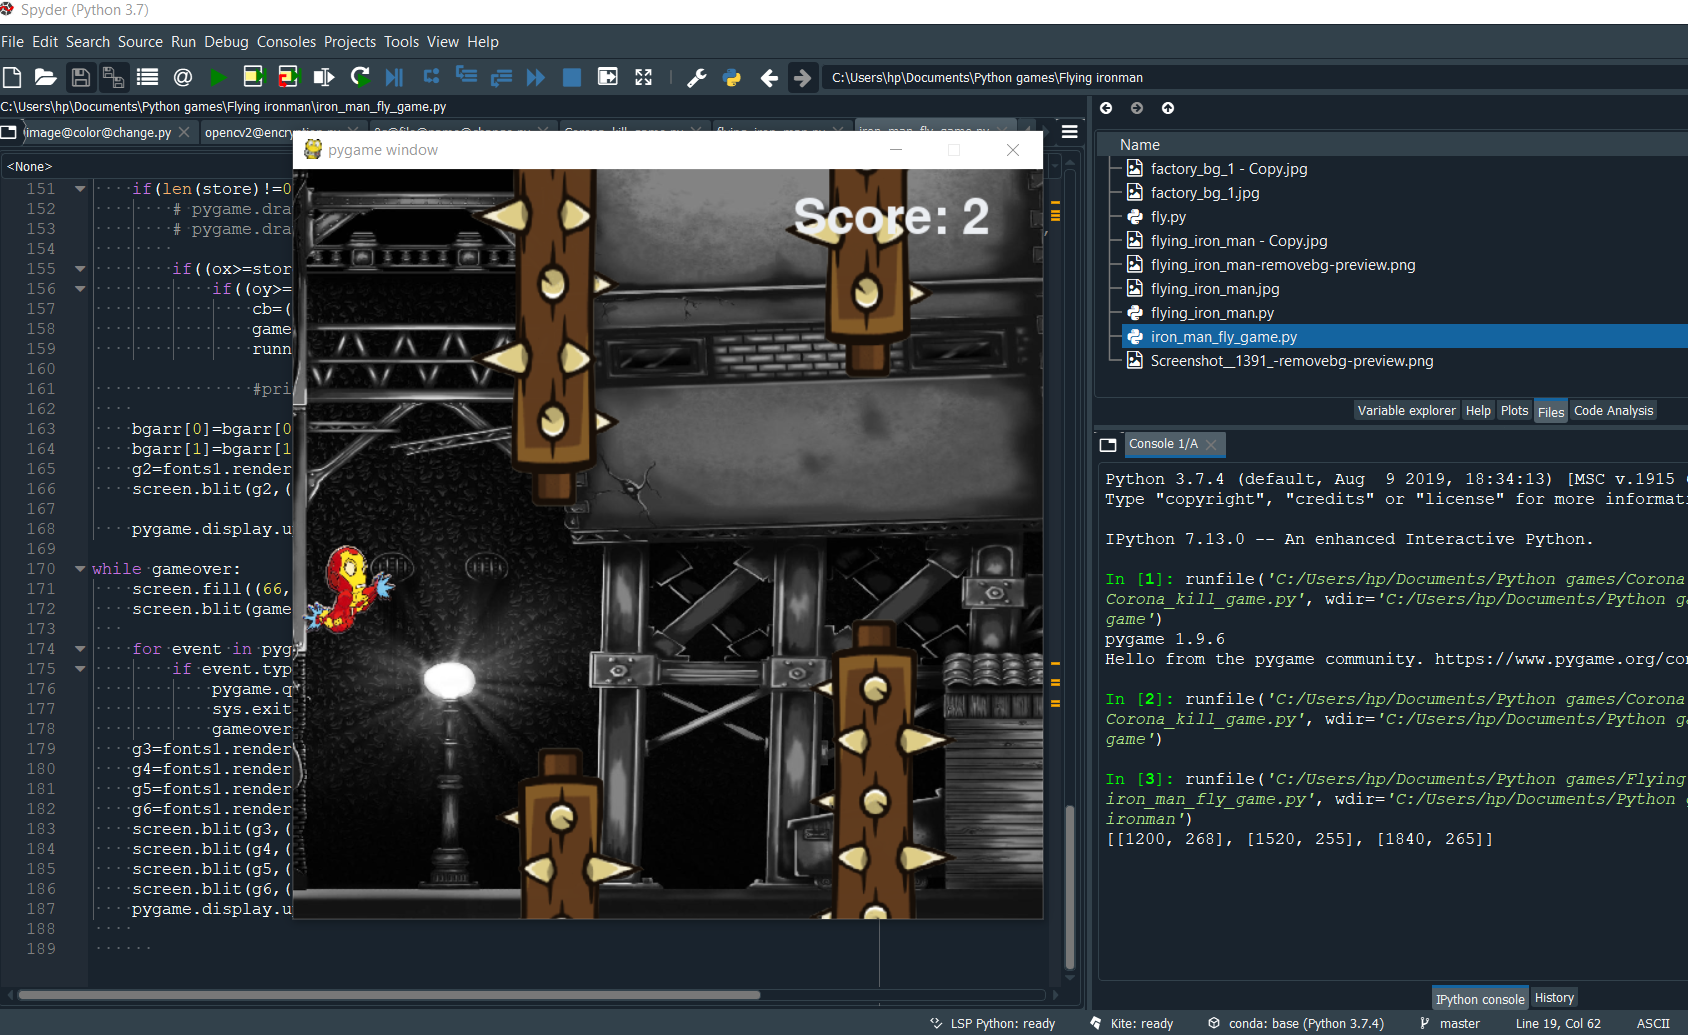 Spyder (Python 3.7)
File Edit Search Source Run Debug Consoles Projects Tools View Help
C:\Users\hp\Documents\Python games\Flying ironman
C:\Users\hp\Documents\Python games\Flying ironman\iron_man_fly_game.py
image@color@change.py
<None>
151 if(len(store)!=0
152 # pygame.dra
153 # pygame.dra
154
155 if((ox>=stor
156 if((oy>=
157 cb=(
158 game
159 runn
160
161 #pri
162
163 bgarr[0]=bgarr[0
164 bgarr[1]=bgarr[1
165 g2=fonts1.render
166 screen.blit(g2,(
167
168 pygame.display.u
169
170 while gameover:
171 screen.fill((66,
172 screen.blit(game
173
174 for event in pyg
175 if event.typ
176 pygame.q
177 sys.exit
178 gameover
179 g3=fonts1.render
180 g4=fonts1.render
181 g5=fonts1.render
182 g6=fonts1.render
183 screen.blit(g3,(
184 screen.blit(g4,(
185 screen.blit(g5,(
186 screen.blit(g6,(
187 pygame.display.u
188
189
pygame window
Score: 2
Name
factory_bg_1 - Copy.jpg
factory_bg_1.jpg
fly.py
flying_iron_man - Copy.jpg
flying_iron_man-removebg-preview.png
flying_iron_man.jpg
flying_iron_man.py
iron_man_fly_game.py
Screenshot__1391_-removebg-preview.png
Variable explorer Help Plots Files Code Analysis
Console 1/A
Python 3.7.4 (default, Aug  9 2019, 18:34:13) [MSC v.1915
Type "copyright", "credits" or "license" for more informati
IPython 7.13.0 -- An enhanced Interactive Python.
In [1]: runfile('C:/Users/hp/Documents/Python games/Corona
Corona_kill_game.py', wdir='C:/Users/hp/Documents/Python g
game')
pygame 1.9.6
Hello from the pygame community. https://www.pygame.org/co
In [2]: runfile('C:/Users/hp/Documents/Python games/Corona
Corona_kill_game.py', wdir='C:/Users/hp/Documents/Python g
game')
In [3]: runfile('C:/Users/hp/Documents/Python games/Flying
iron_man_fly_game.py', wdir='C:/Users/hp/Documents/Python
ironman')
[[1200, 268], [1520, 255], [1840, 265]]
IPython console History
LSP Python: ready Kite: ready conda: base (Python 3.7.4) master Line 19, Col 62 ASCII